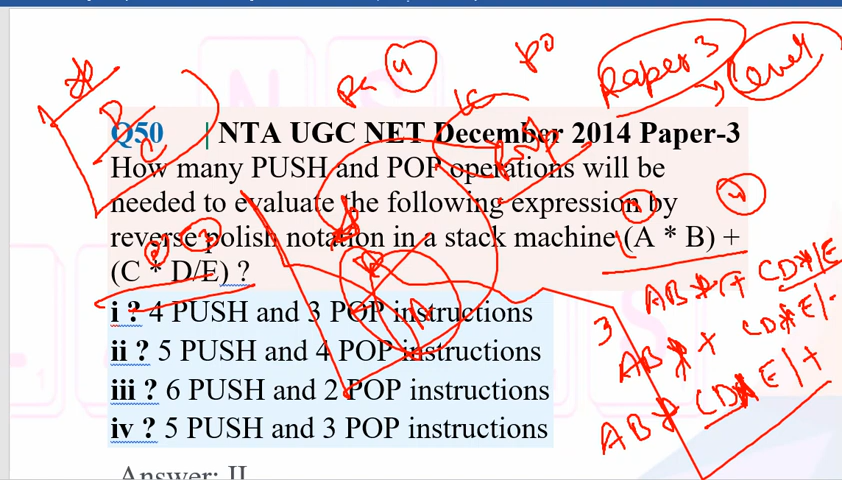 Paper 3
level
4
Q50 | NTA UGC NET December 2014 Paper-3
How many PUSH and POP operations will be
needed to evaluate the following expression by
reverse polish notation in a stack machine (A * B) +
(C * D/E) ?
i ? 4 PUSH and 3 POP instructions
ii ? 5 PUSH and 4 POP instructions
iii ? 6 PUSH and 2 POP instructions
iv ? 5 PUSH and 3 POP instructions
Answer: II
AB* + CD*/E
3
AB* + CD*E/
AB* CD*E/+